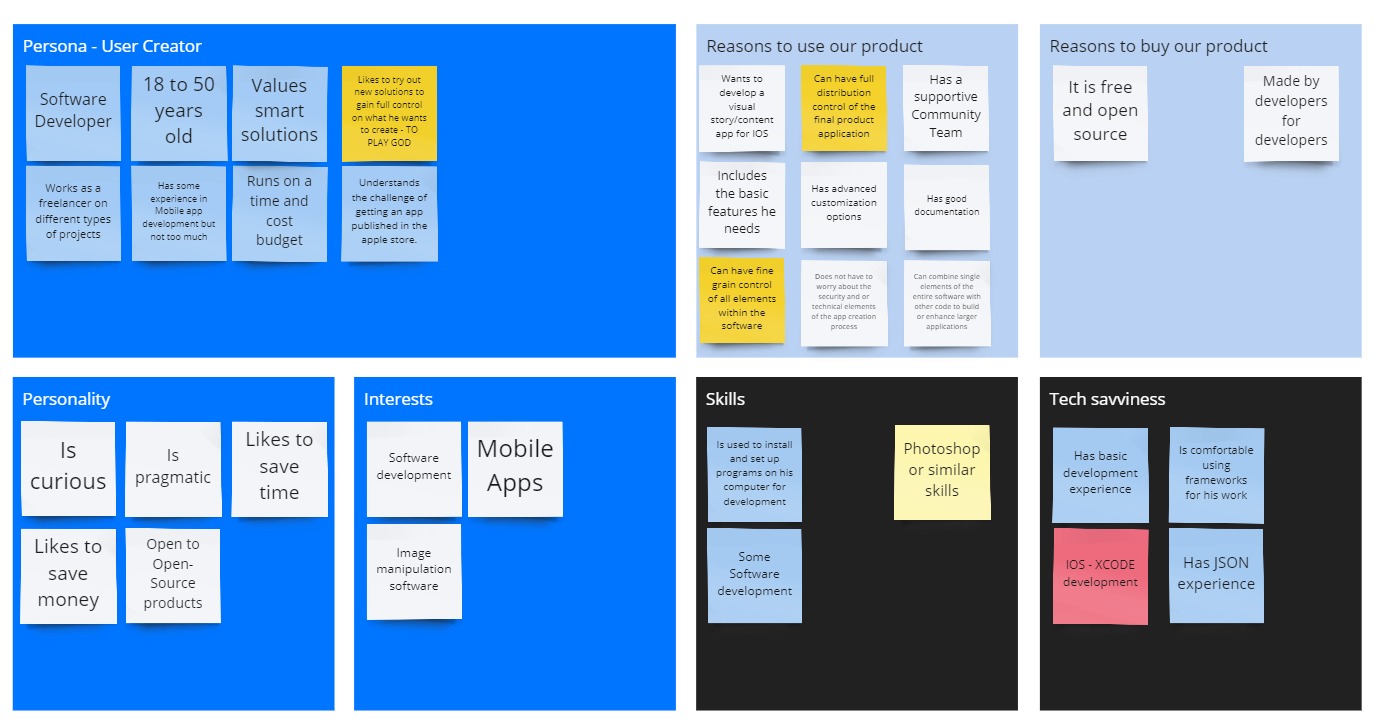 Persona - User Creator
Software
Developer
18 to 50
years
old
Values
smart
solutions
Likes to try out
new solutions to
gain full control
on what he wants
to create - TO
PLAY GOD
Works as a
freelancer on
different types
of projects
Has some
experience in
Mobile app
development but
not too much
Runs on a
time and
cost
budget
Understands
the challenge of
getting an app
published in the
apple store.
Reasons to use our product
Wants to
develop a
visual
story/content
app for IOS
Can have full
distribution
control of the
final product
application
Has a
supportive
Community
Team
Includes
the basic
features he
needs
Has advanced
customization
options
Has good
documentation
Can have fine
grain control
of all elements
within the
software
Does not have to
worry about the
security and or
technical elements
of the app creation
process
Can combine single
elements of the
entire software with
other code to build
or enhance larger
applications
Reasons to buy our product
It is free
and open
source
Made by
developers
for
developers
Personality
Is
curious
Is
pragmatic
Likes to
save
time
Likes to
save
money
Open to
Open-
Source
products
Interests
Software
development
Mobile
Apps
Image
manipulation
software
Skills
Is used to install
and set up
programs on his
computer for
development
Photoshop
or similar
skills
Some
Software
development
Tech savviness
Has basic
development
experience
Is comfortable
using
frameworks
for his work
IOS - XCODE
development
Has JSON
experience